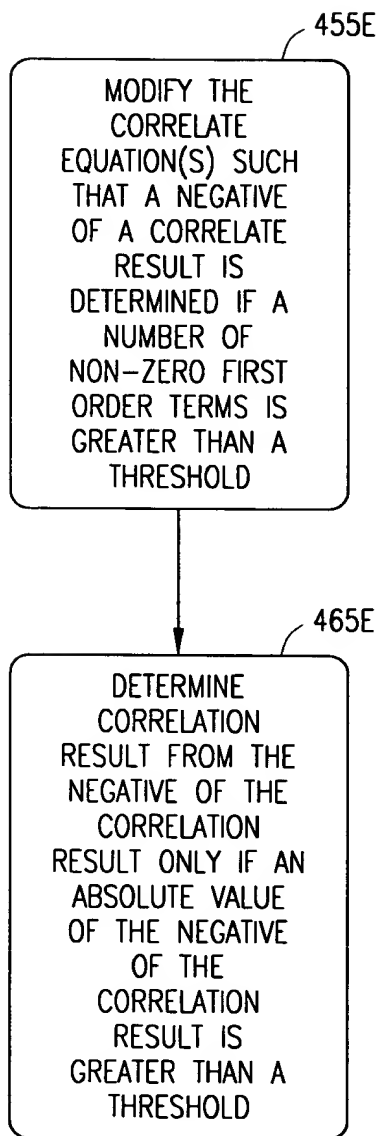 455E
MODIFY THE
CORRELATE
EQUATION(S) SUCH
THAT A NEGATIVE
OF A CORRELATE
RESULT IS
DETERMINED IF A
NUMBER OF
NON-ZERO FIRST
ORDER TERMS IS
GREATER THAN A
THRESHOLD
465E
DETERMINE
CORRELATION
RESULT FROM THE
NEGATIVE OF THE
CORRELATION
RESULT ONLY IF AN
ABSOLUTE VALUE
OF THE NEGATIVE
OF THE
CORRELATION
RESULT IS
GREATER THAN A
THRESHOLD